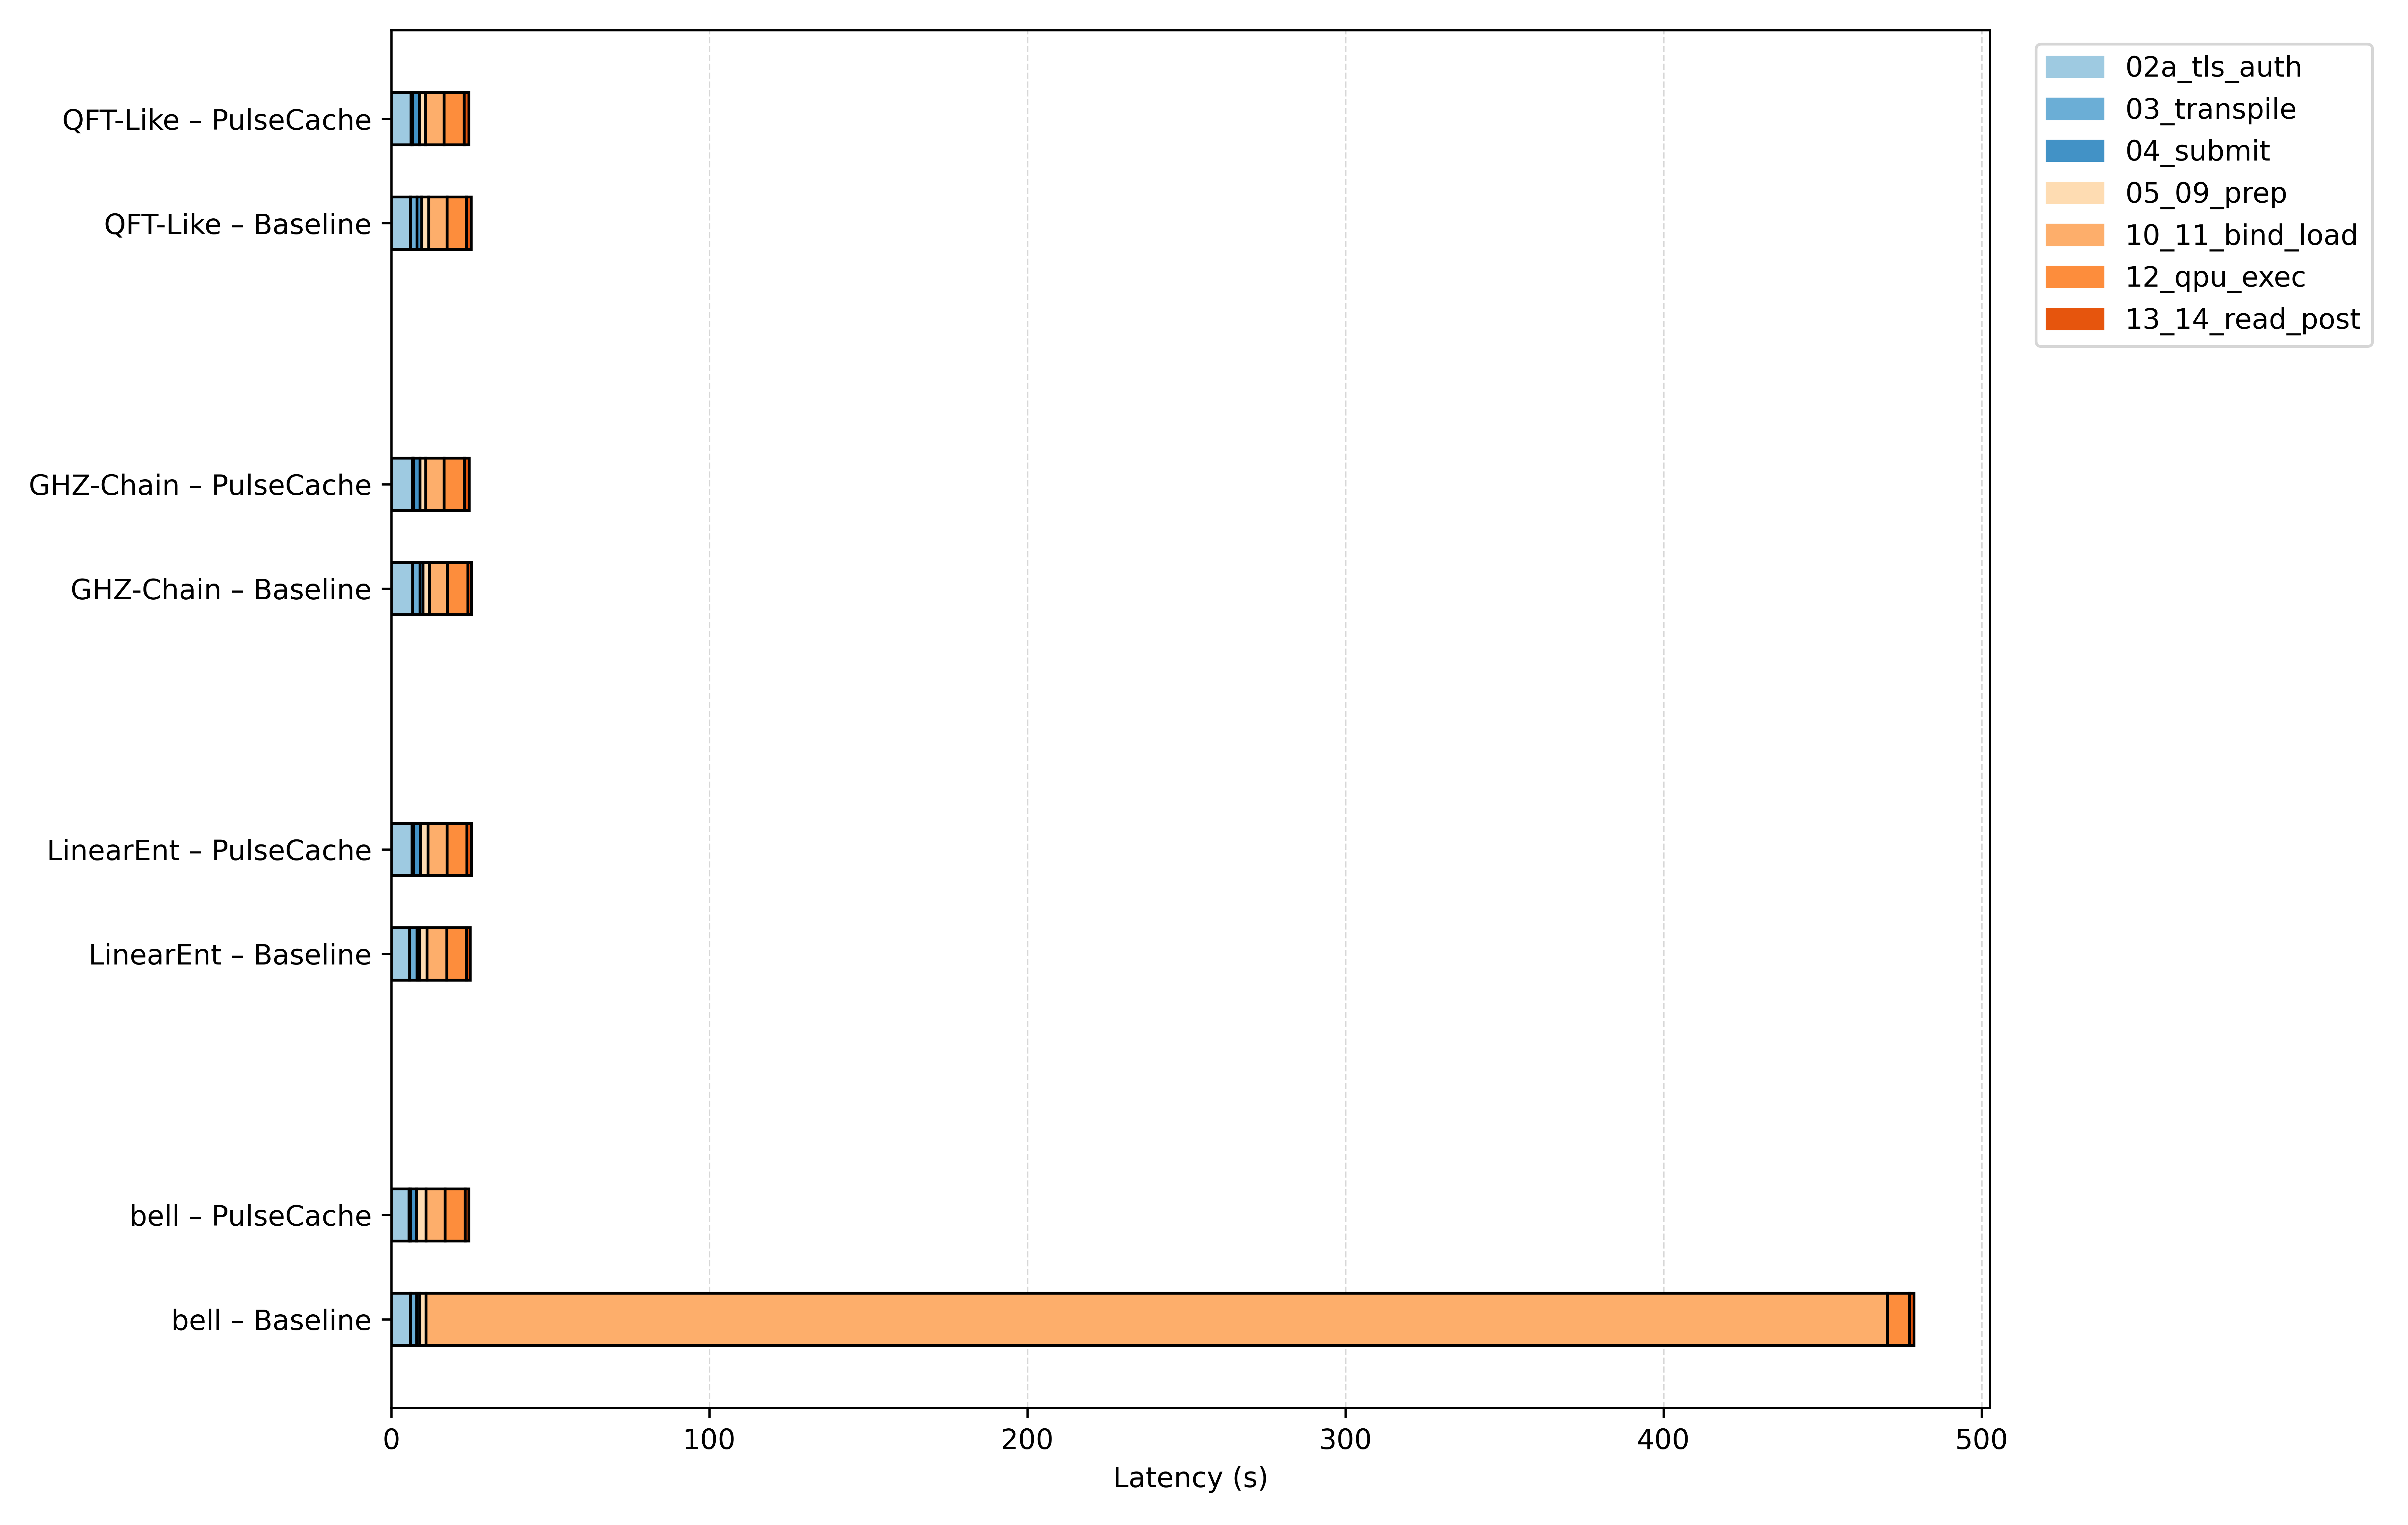 QFT-Like – PulseCache
QFT-Like – Baseline
GHZ-Chain – PulseCache
GHZ-Chain – Baseline
LinearEnt – PulseCache
LinearEnt – Baseline
bell – PulseCache
bell – Baseline
0 100 200 300 400 500
Latency (s)
02a_tls_auth
03_transpile
04_submit
05_09_prep
10_11_bind_load
12_qpu_exec
13_14_read_post